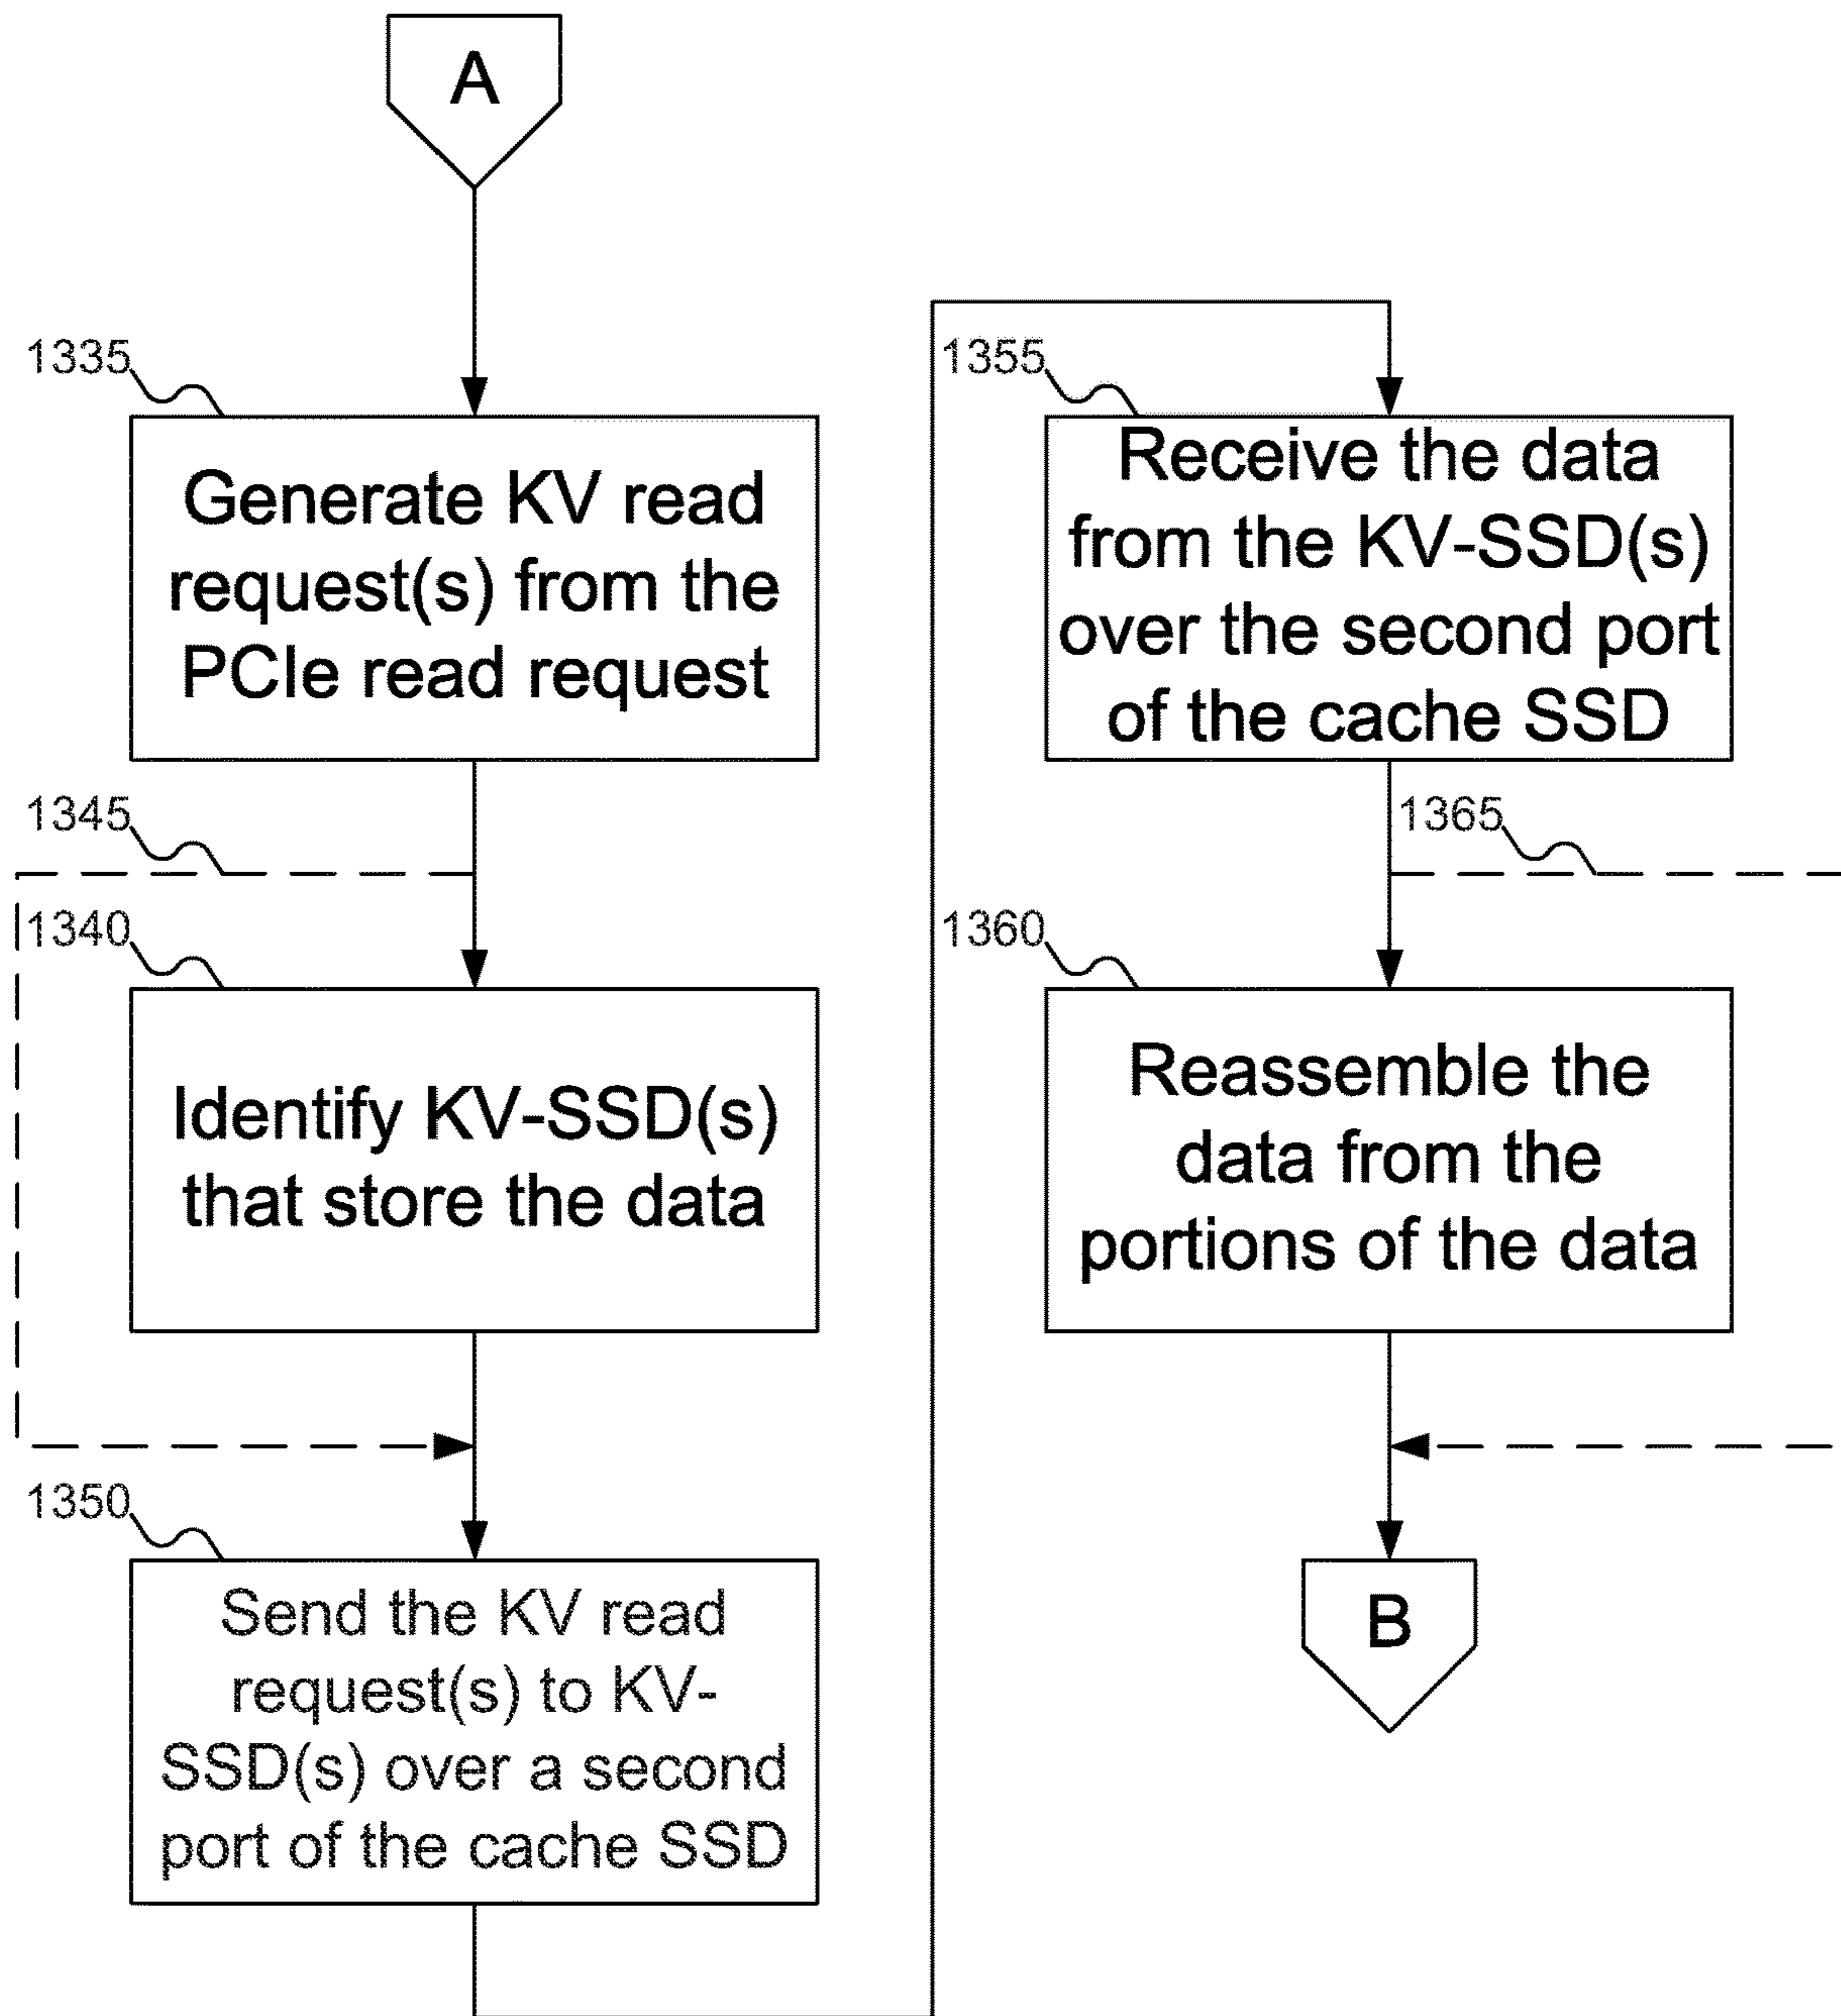 A
1335
Generate KV read
request(s) from the
PCIe read request
1345
1340
Identify KV-SSD(s)
that store the data
1350
Send the KV read
request(s) to KV-
SSD(s) over a second
port of the cache SSD
1355
Receive the data
from the KV-SSD(s)
over the second port
of the cache SSD
1365
1360
Reassemble the
data from the
portions of the data
B